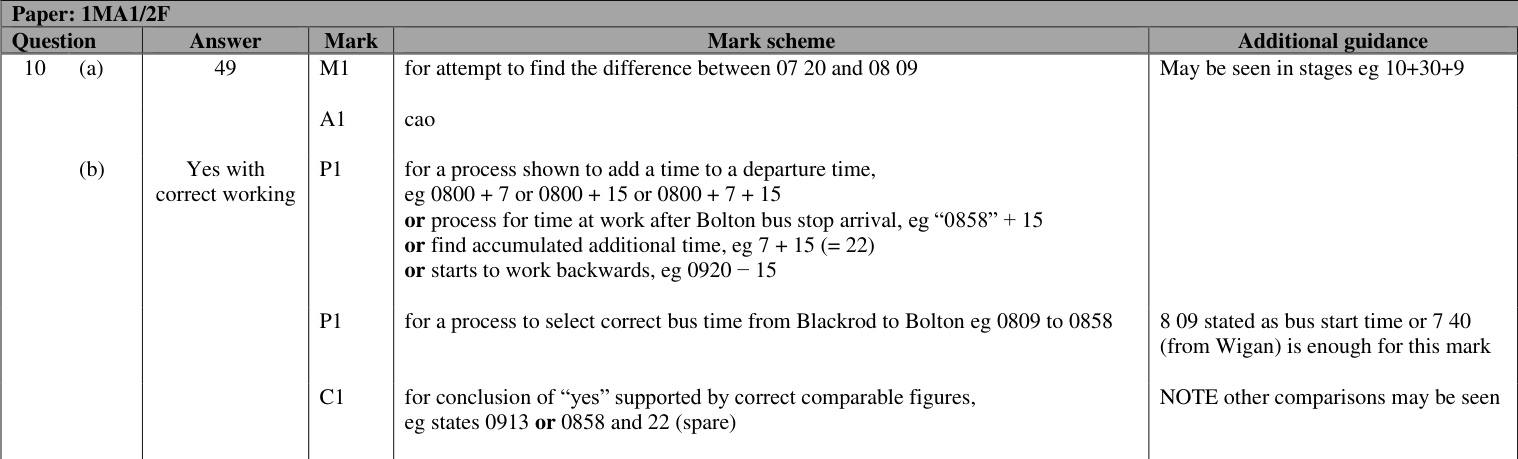 Paper: 1MA1/2F
Question Answer Mark Mark scheme Additional guidance
10 (a) 49 M1 for attempt to find the difference between 07 20 and 08 09 May be seen in stages eg 10+30+9
A1 cao
(b) Yes with P1 for a process shown to add a time to a departure time,
correct working eg 0800 + 7 or 0800 + 15 or 0800 + 7 + 15
or process for time at work after Bolton bus stop arrival, eg “0858” + 15
or find accumulated additional time, eg 7 + 15 (= 22)
or starts to work backwards, eg 0920 − 15
P1 for a process to select correct bus time from Blackrod to Bolton eg 0809 to 0858 8 09 stated as bus start time or 7 40
(from Wigan) is enough for this mark
C1 for conclusion of “yes” supported by correct comparable figures, NOTE other comparisons may be seen
eg states 0913 or 0858 and 22 (spare)